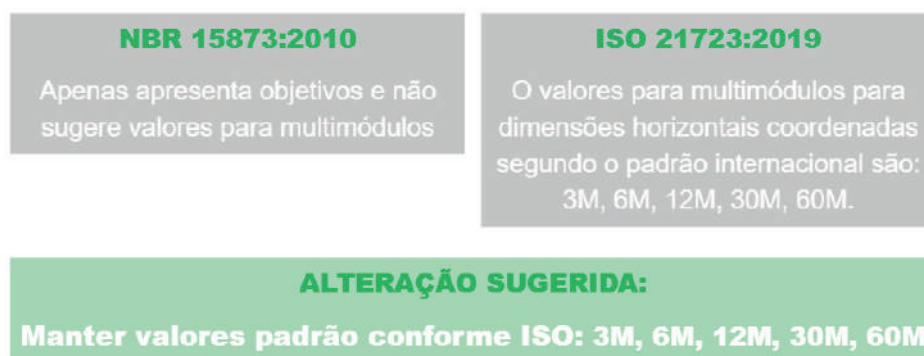 NBR 15873:2010
Apenas apresenta objetivos e não
sugere valores para multimódulos
ISO 21723:2019
O valores para multimódulos para
dimensões horizontais coordenadas
segundo o padrão internacional são:
3M, 6M, 12M, 30M, 60M.
ALTERAÇÃO SUGERIDA:
Manter valores padrão conforme ISO: 3M, 6M, 12M, 30M, 60M